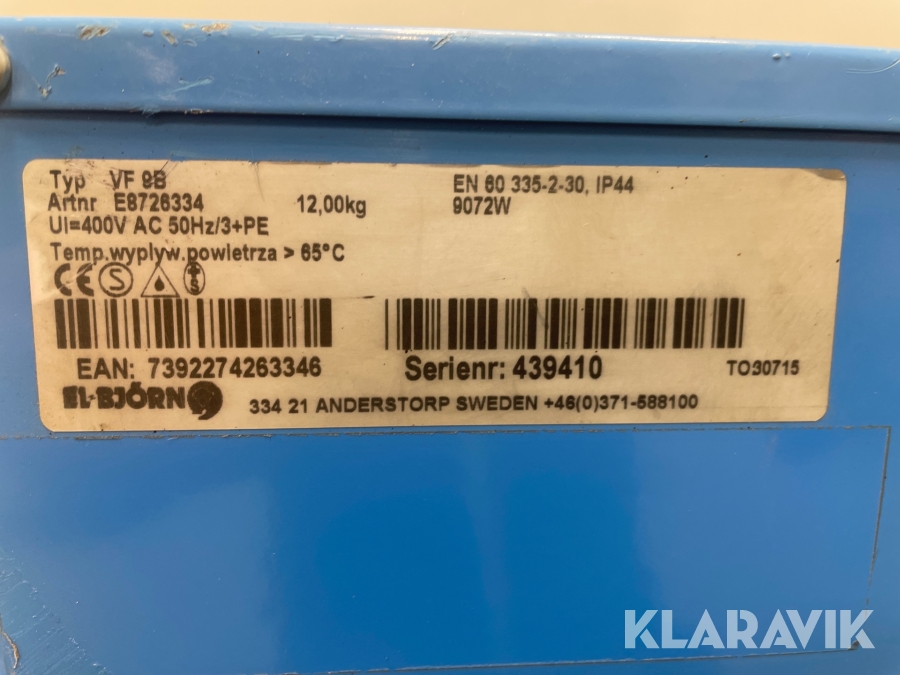 Typ VF 9B
EN 60 335-2-30, IP44
Artnr E8726334 12,00kg 9072W
UI=400V AC 50Hz/3+PE
Temp.wyplyw.powietrza > 65°C
CE S S
EAN: 7392274263346 Serienr: 439410 TO30715
EL-BJÖRN 334 21 ANDERSTORP SWEDEN +46(0)371-588100
KLARAVIK